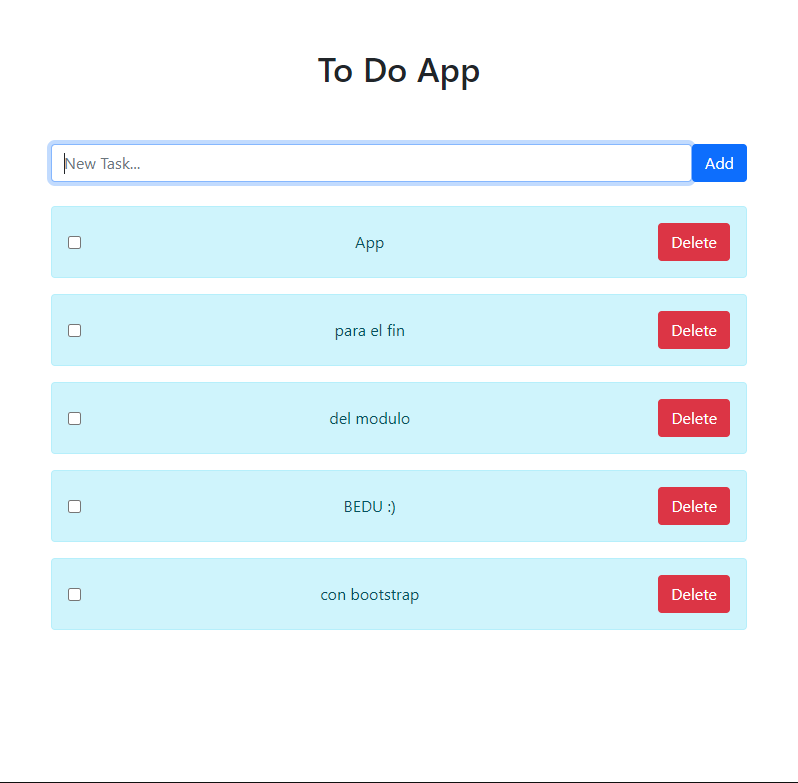 To Do App
New Task...
Add
App
Delete
para el fin
Delete
del modulo
Delete
BEDU :)
Delete
con bootstrap
Delete